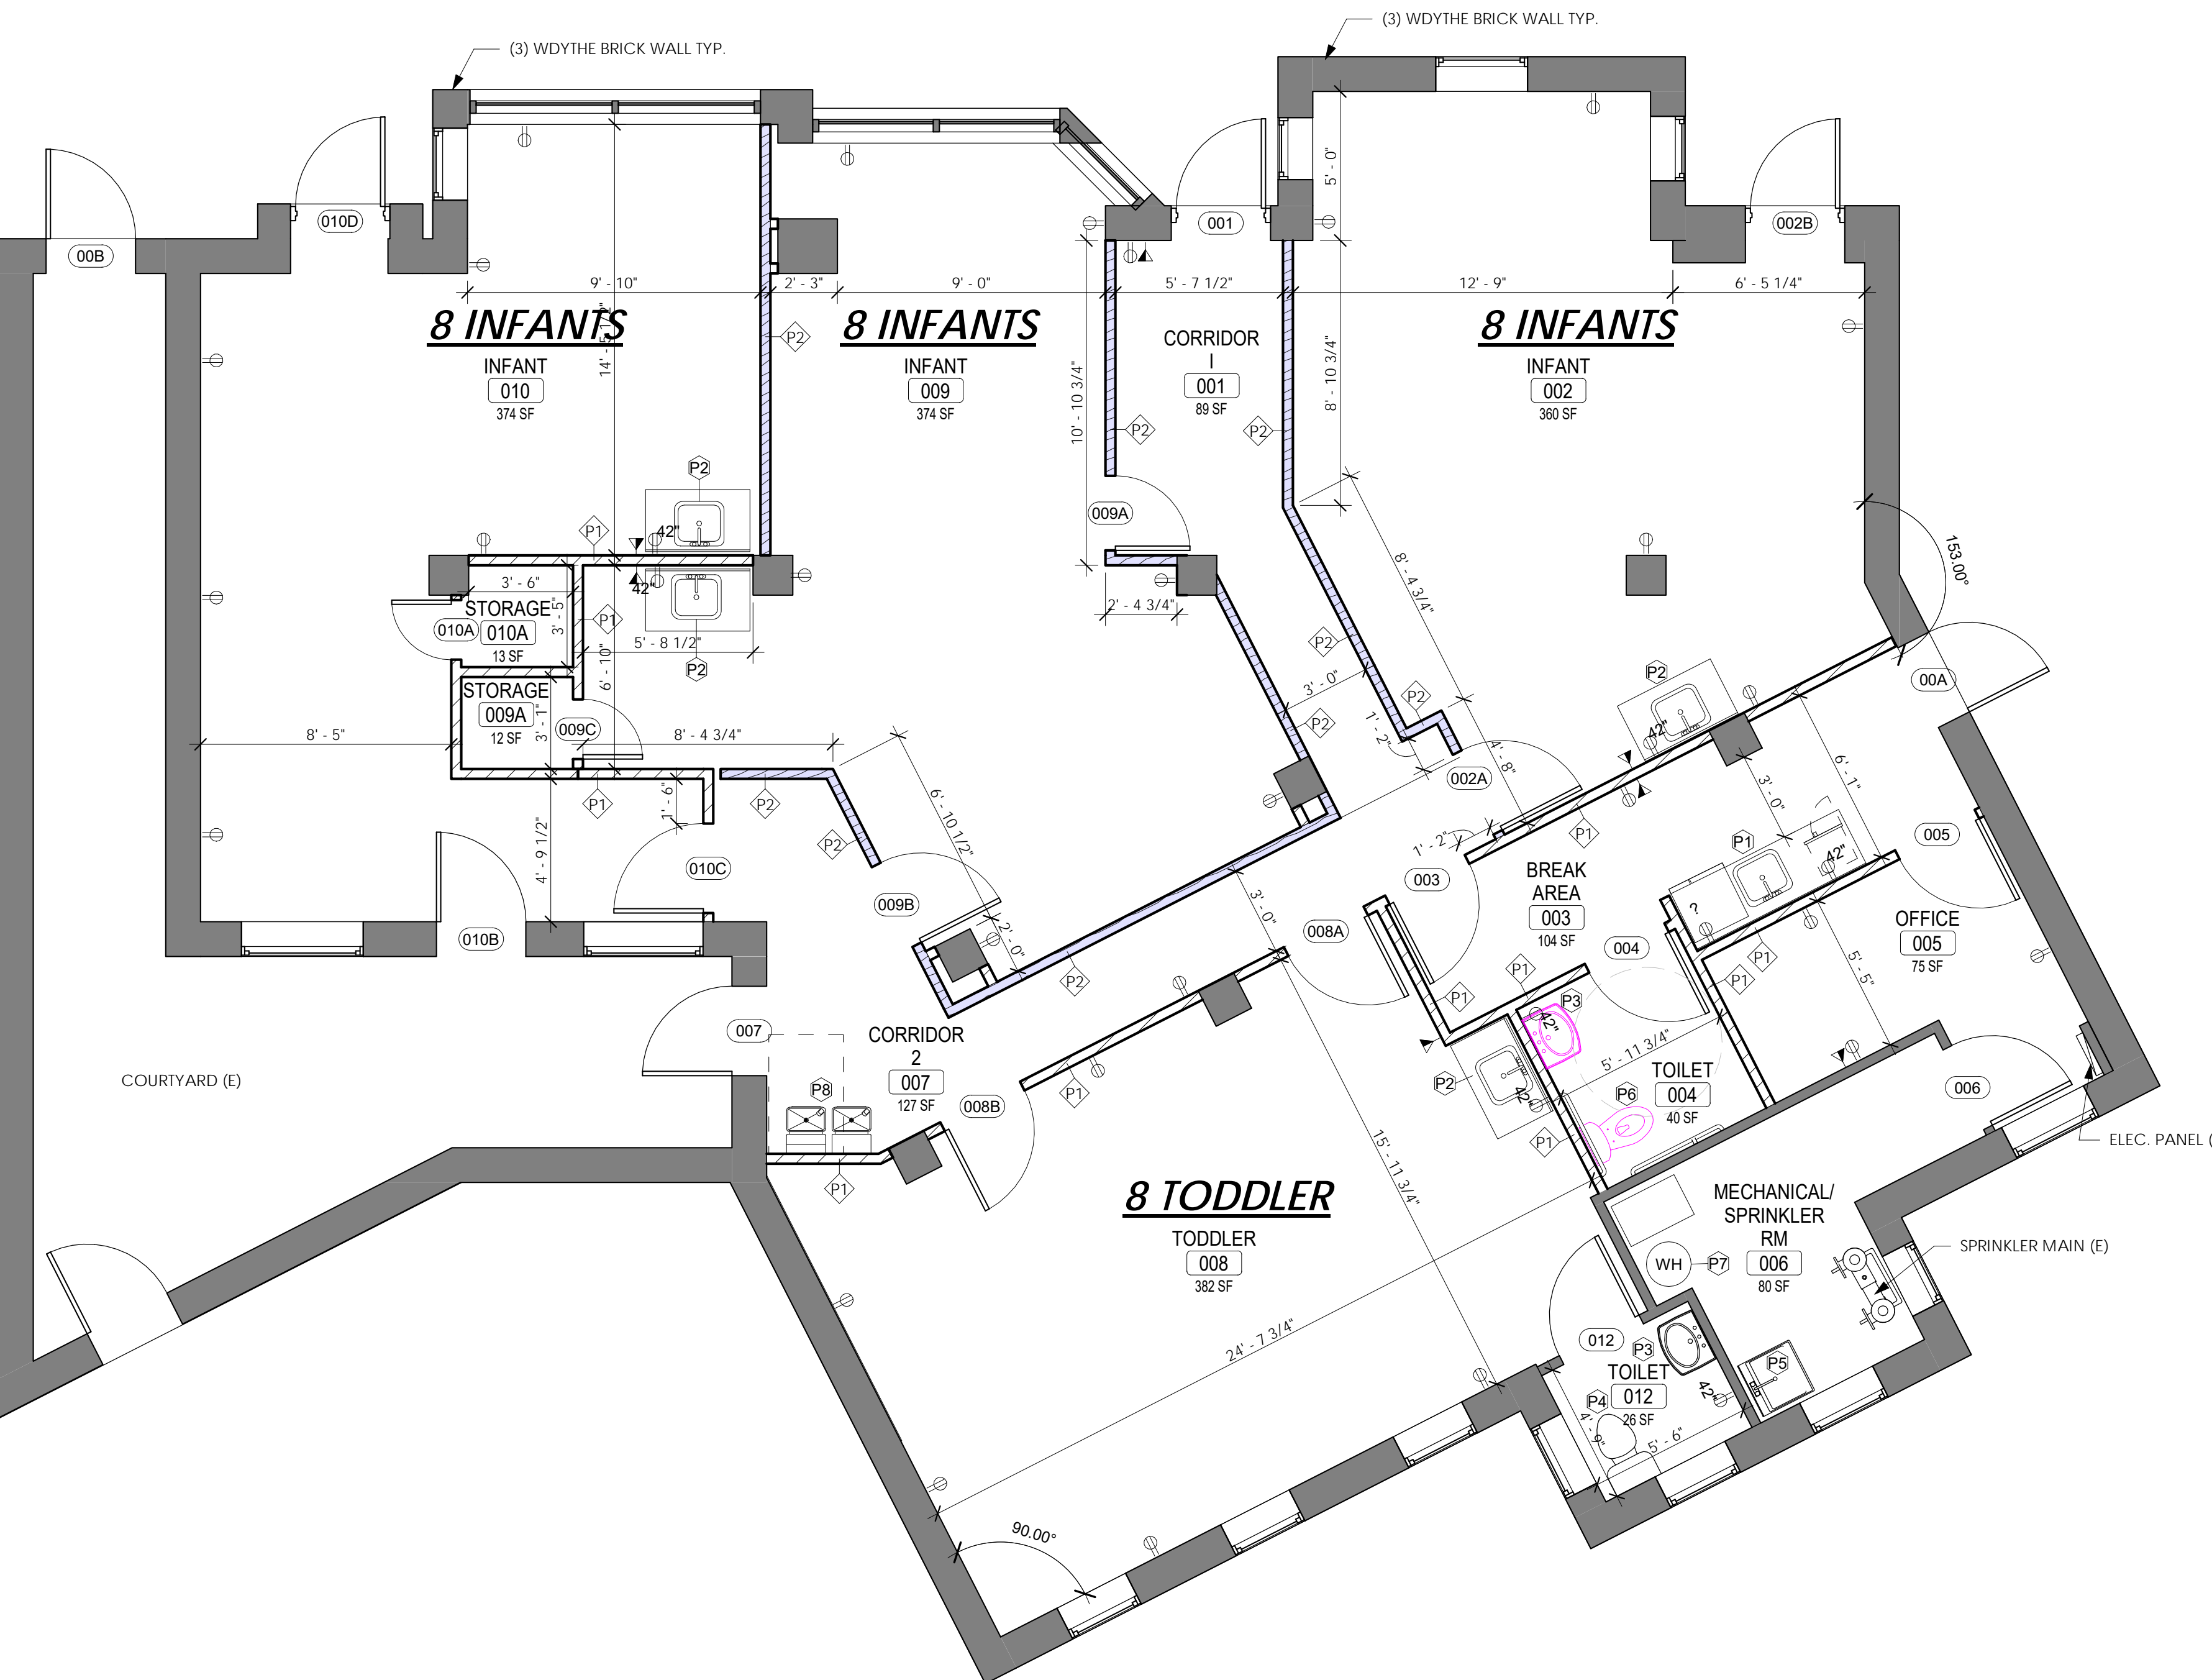 (3) WDYTHE BRICK WALL TYP.
(3) WDYTHE BRICK WALL TYP.
00B
010D
001
002B
5' - 0"
9' - 10"
2' - 3"
9' - 0"
5' - 7 1/2"
12' - 9"
6' - 5 1/4"
8 INFANTS
INFANT
010
374 SF
14' - 5 1/2"
P2
8 INFANTS
INFANT
009
374 SF
10' - 10 3/4"
CORRIDOR
I
001
89 SF
P2
P2
8' - 10 3/4"
8 INFANTS
INFANT
002
360 SF
P2
42"
P1
009A
8' - 4 3/4"
153.00°
3' - 6"
STORAGE
010A
13 SF
010A
3' - 5"
P1
42"
5' - 8 1/2"
P2
6' - 10"
2' - 4 3/4"
P2
3' - 0"
P2
P2
1' - 2"
4' - 8"
002A
P2
42"
00A
STORAGE
009A
12 SF
3' - 1"
009C
8' - 5"
8' - 4 3/4"
P1
1' - 6"
P2
P2
6' - 10 1/2"
4' - 9 1/2"
010C
010B
009B
2' - 0"
P2
3' - 0"
1' - 2"
P1
003
BREAK
AREA
003
104 SF
3' - 0"
6' - 1"
P1
42"
?
005
OFFICE
005
75 SF
5' - 5"
P1
P1
004
008A
P1
P1
P3
42"
5' - 11 3/4"
TOILET
004
40 SF
P6
P2
42"
P1
006
ELEC. PANEL (
007
CORRIDOR
2
007
127 SF
P8
008B
P1
P1
COURTYARD (E)
15' - 11 3/4"
8 TODDLER
TODDLER
008
382 SF
24' - 7 3/4"
90.00°
MECHANICAL/
SPRINKLER
RM
006
80 SF
WH
P7
SPRINKLER MAIN (E)
012
P3
TOILET
012
26 SF
P4
42"
P5
4' - 9"
5' - 6"